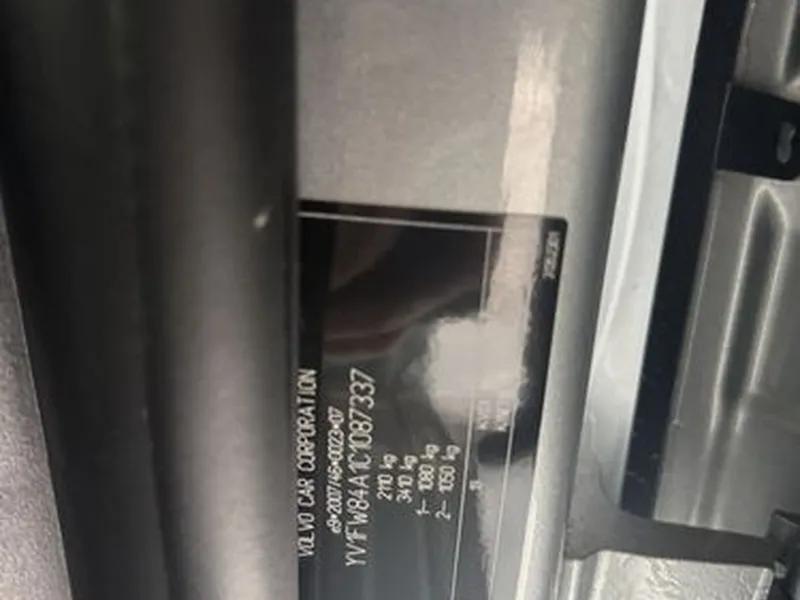 VOLVO CAR CORPORATION
e9*2007/46*0023*07
YV1FW84A1C1087337
2110 kg
3410 kg
1- 1080 kg
2- 1050 kg